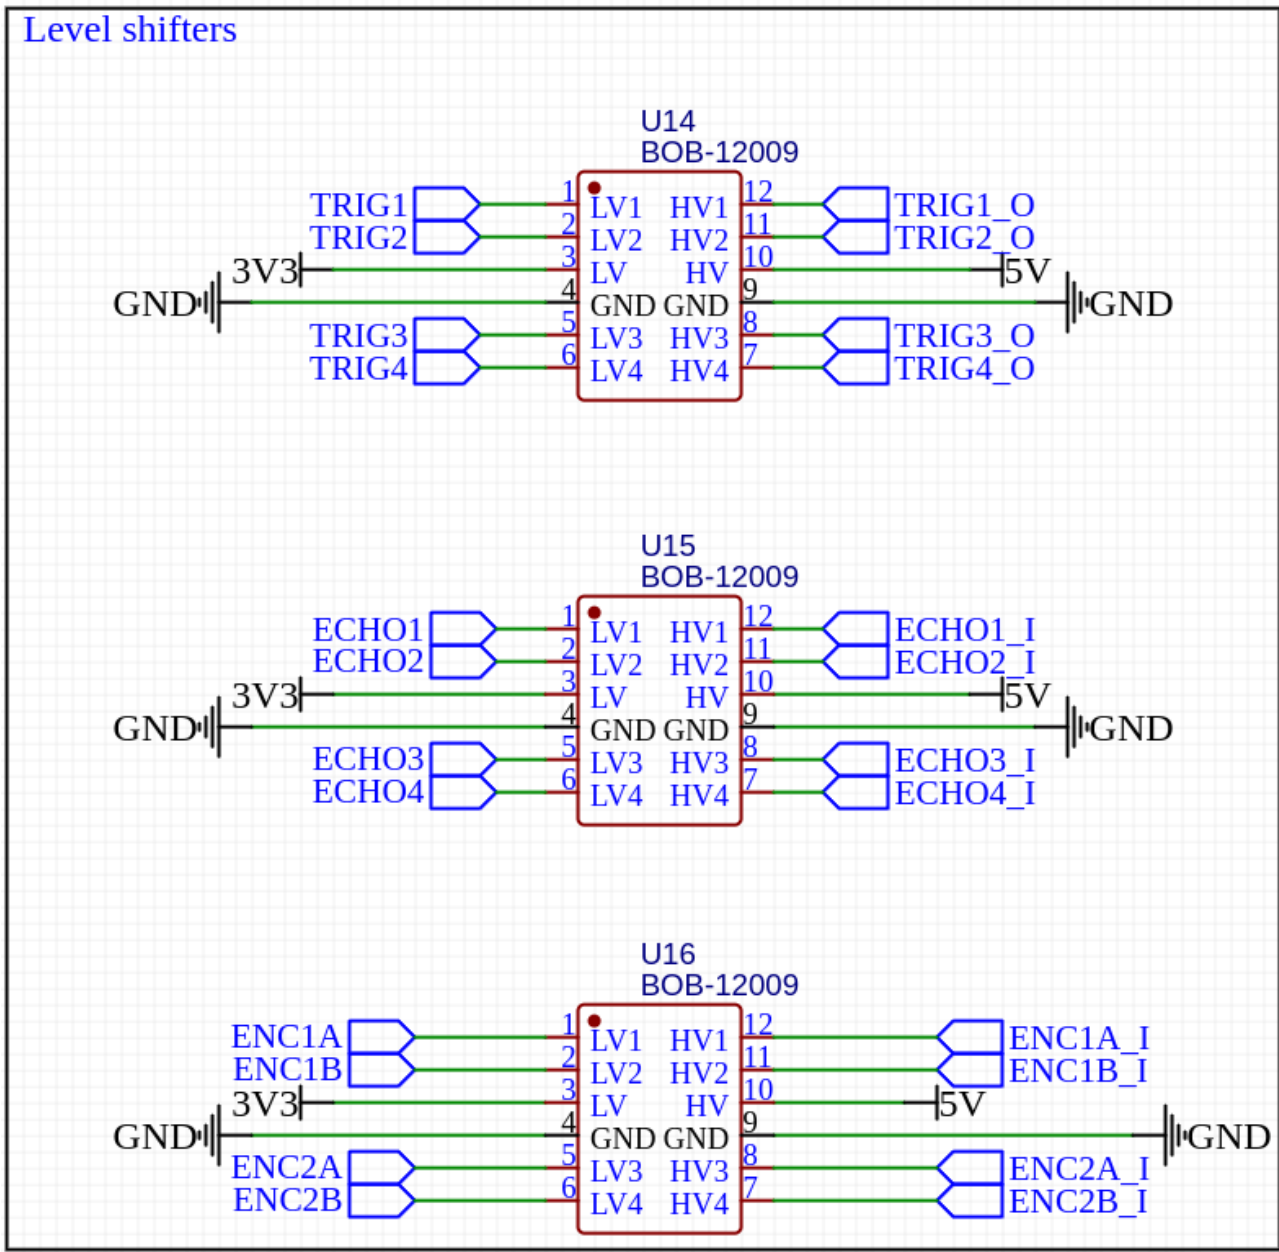 Level shifters
U14
BOB-12009
TRIG1 1 LV1 HV1 12 TRIG1_O
TRIG2 2 LV2 HV2 11 TRIG2_O
3V3 3 LV HV 10 5V
GND 4 GND GND 9 GND
TRIG3 5 LV3 HV3 8 TRIG3_O
TRIG4 6 LV4 HV4 7 TRIG4_O
U15
BOB-12009
ECHO1 1 LV1 HV1 12 ECHO1_I
ECHO2 2 LV2 HV2 11 ECHO2_I
3V3 3 LV HV 10 5V
GND 4 GND GND 9 GND
ECHO3 5 LV3 HV3 8 ECHO3_I
ECHO4 6 LV4 HV4 7 ECHO4_I
U16
BOB-12009
ENC1A 1 LV1 HV1 12 ENC1A_I
ENC1B 2 LV2 HV2 11 ENC1B_I
3V3 3 LV HV 10 5V
GND 4 GND GND 9 GND
ENC2A 5 LV3 HV3 8 ENC2A_I
ENC2B 6 LV4 HV4 7 ENC2B_I